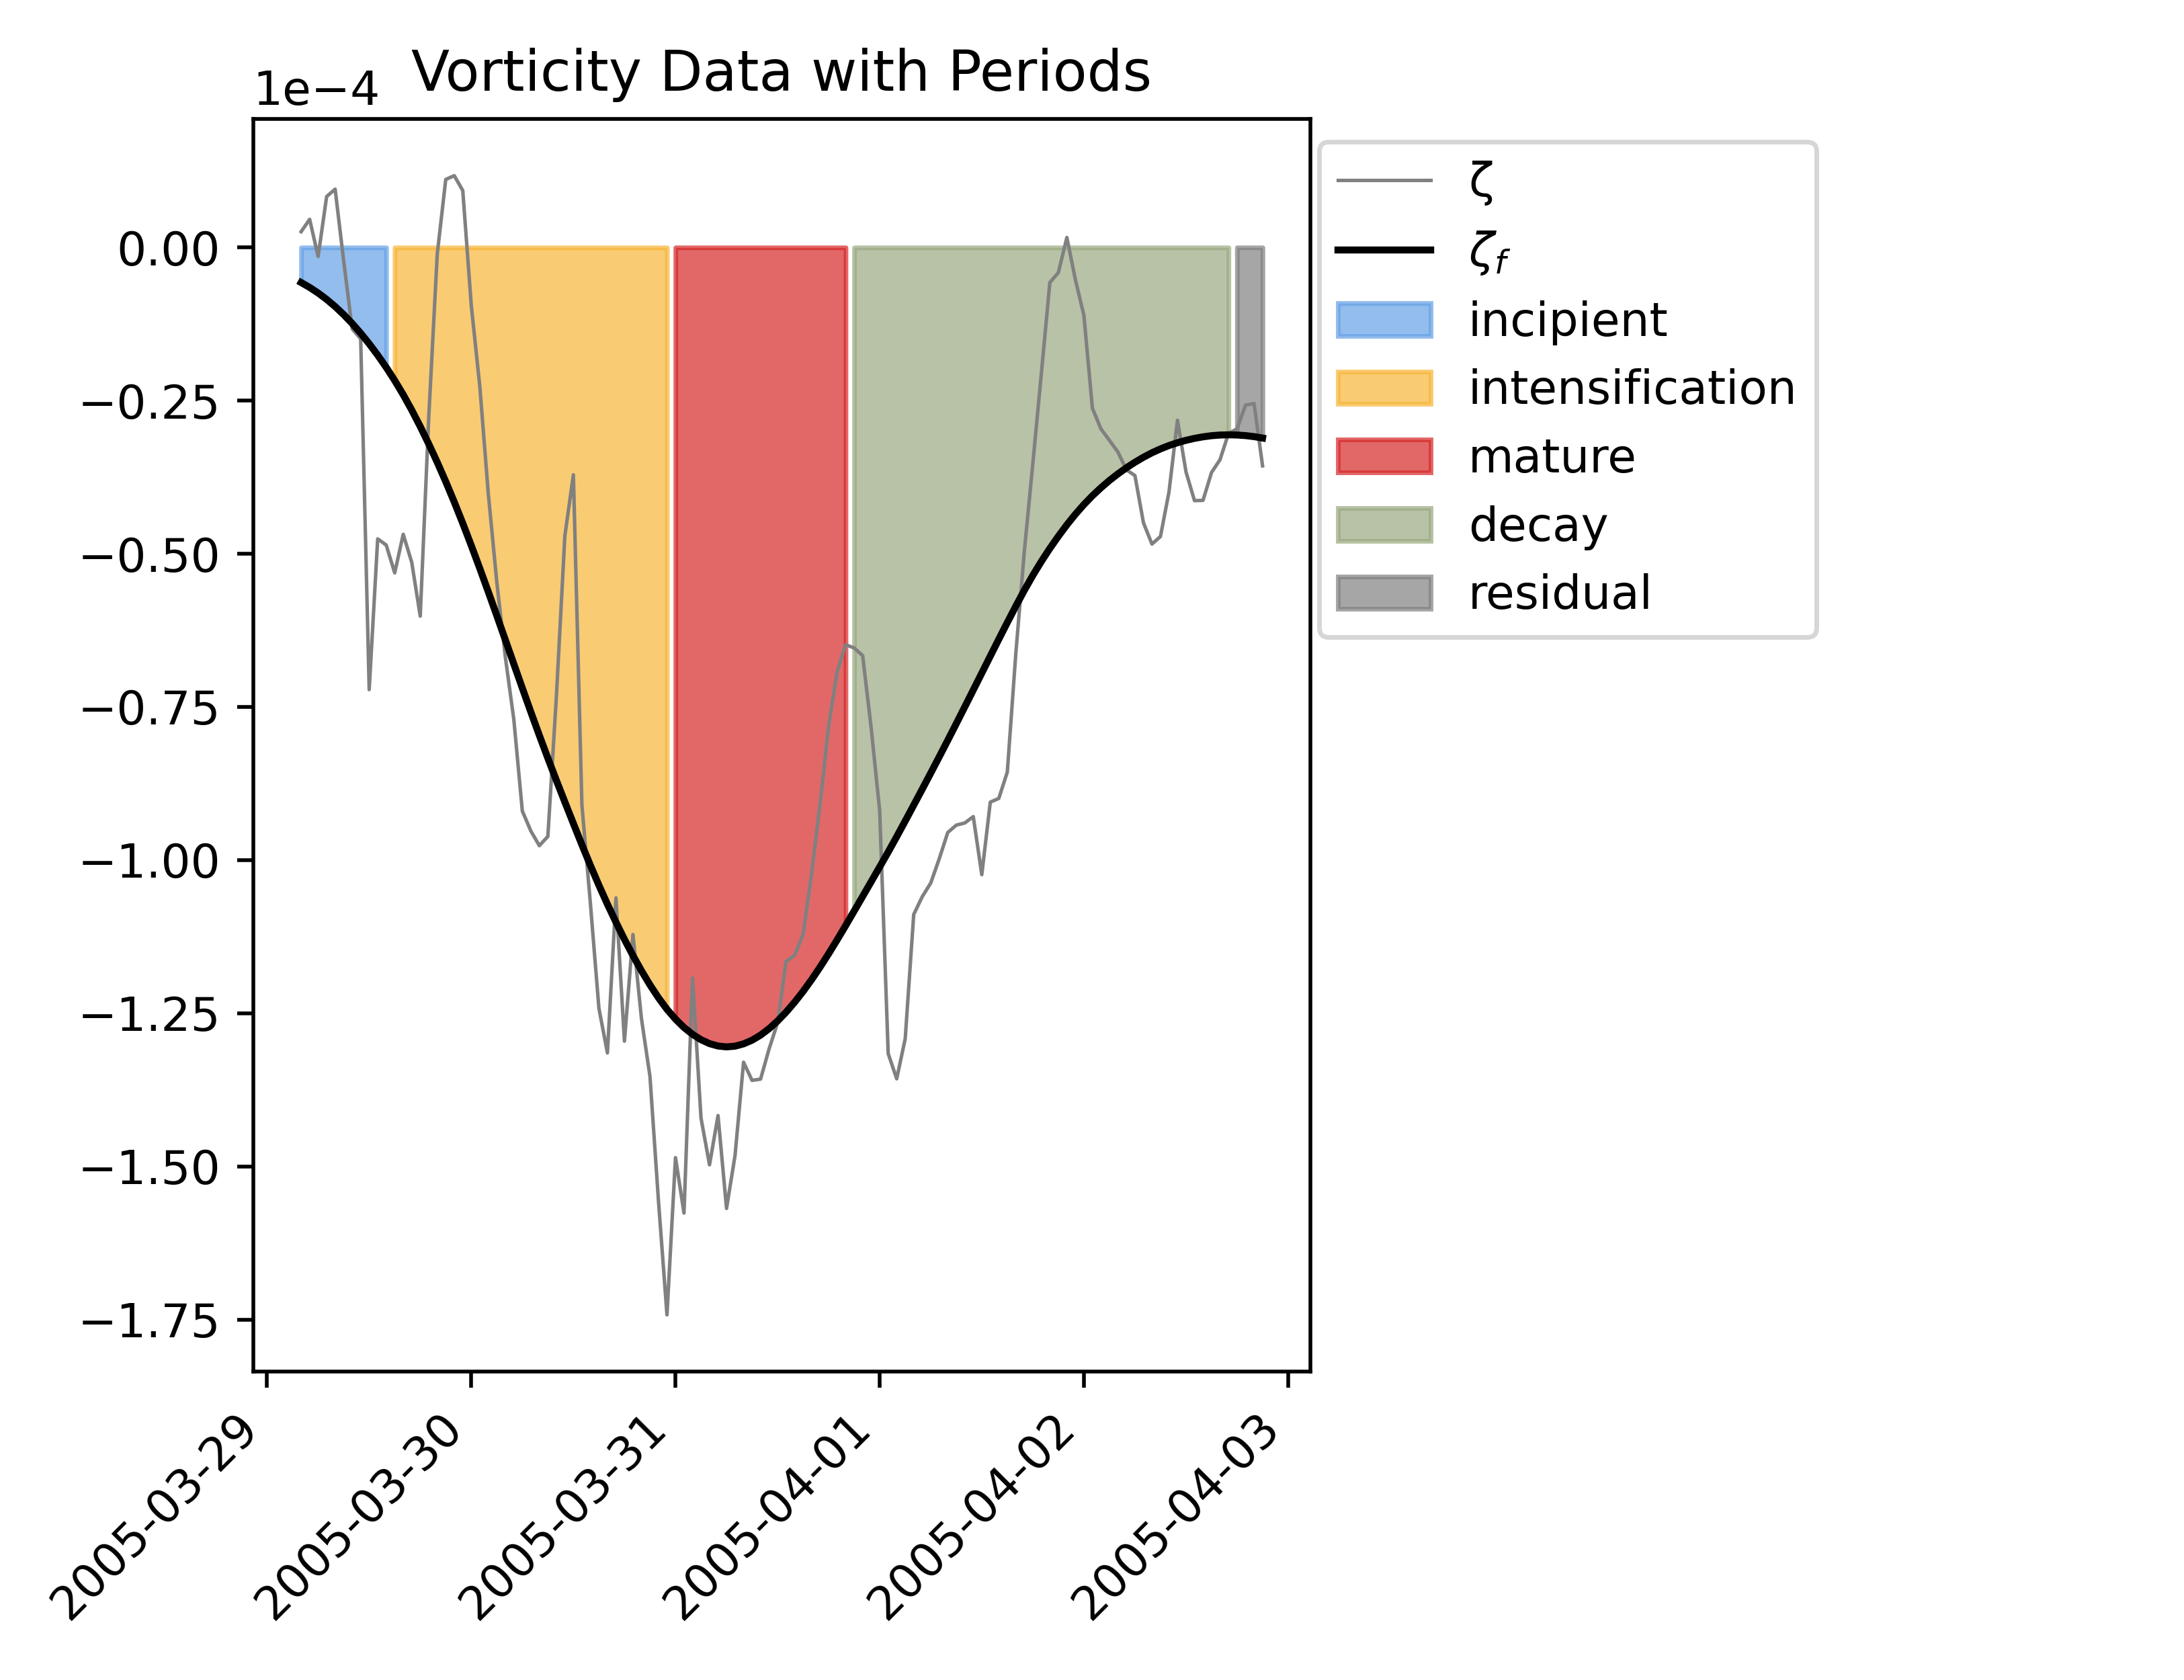 Vorticity Data with Periods
1e−4
0.00
−0.25
−0.50
−0.75
−1.00
−1.25
−1.50
−1.75
2005-03-29
2005-03-30
2005-03-31
2005-04-01
2005-04-02
2005-04-03
ζ
ζf
incipient
intensification
mature
decay
residual